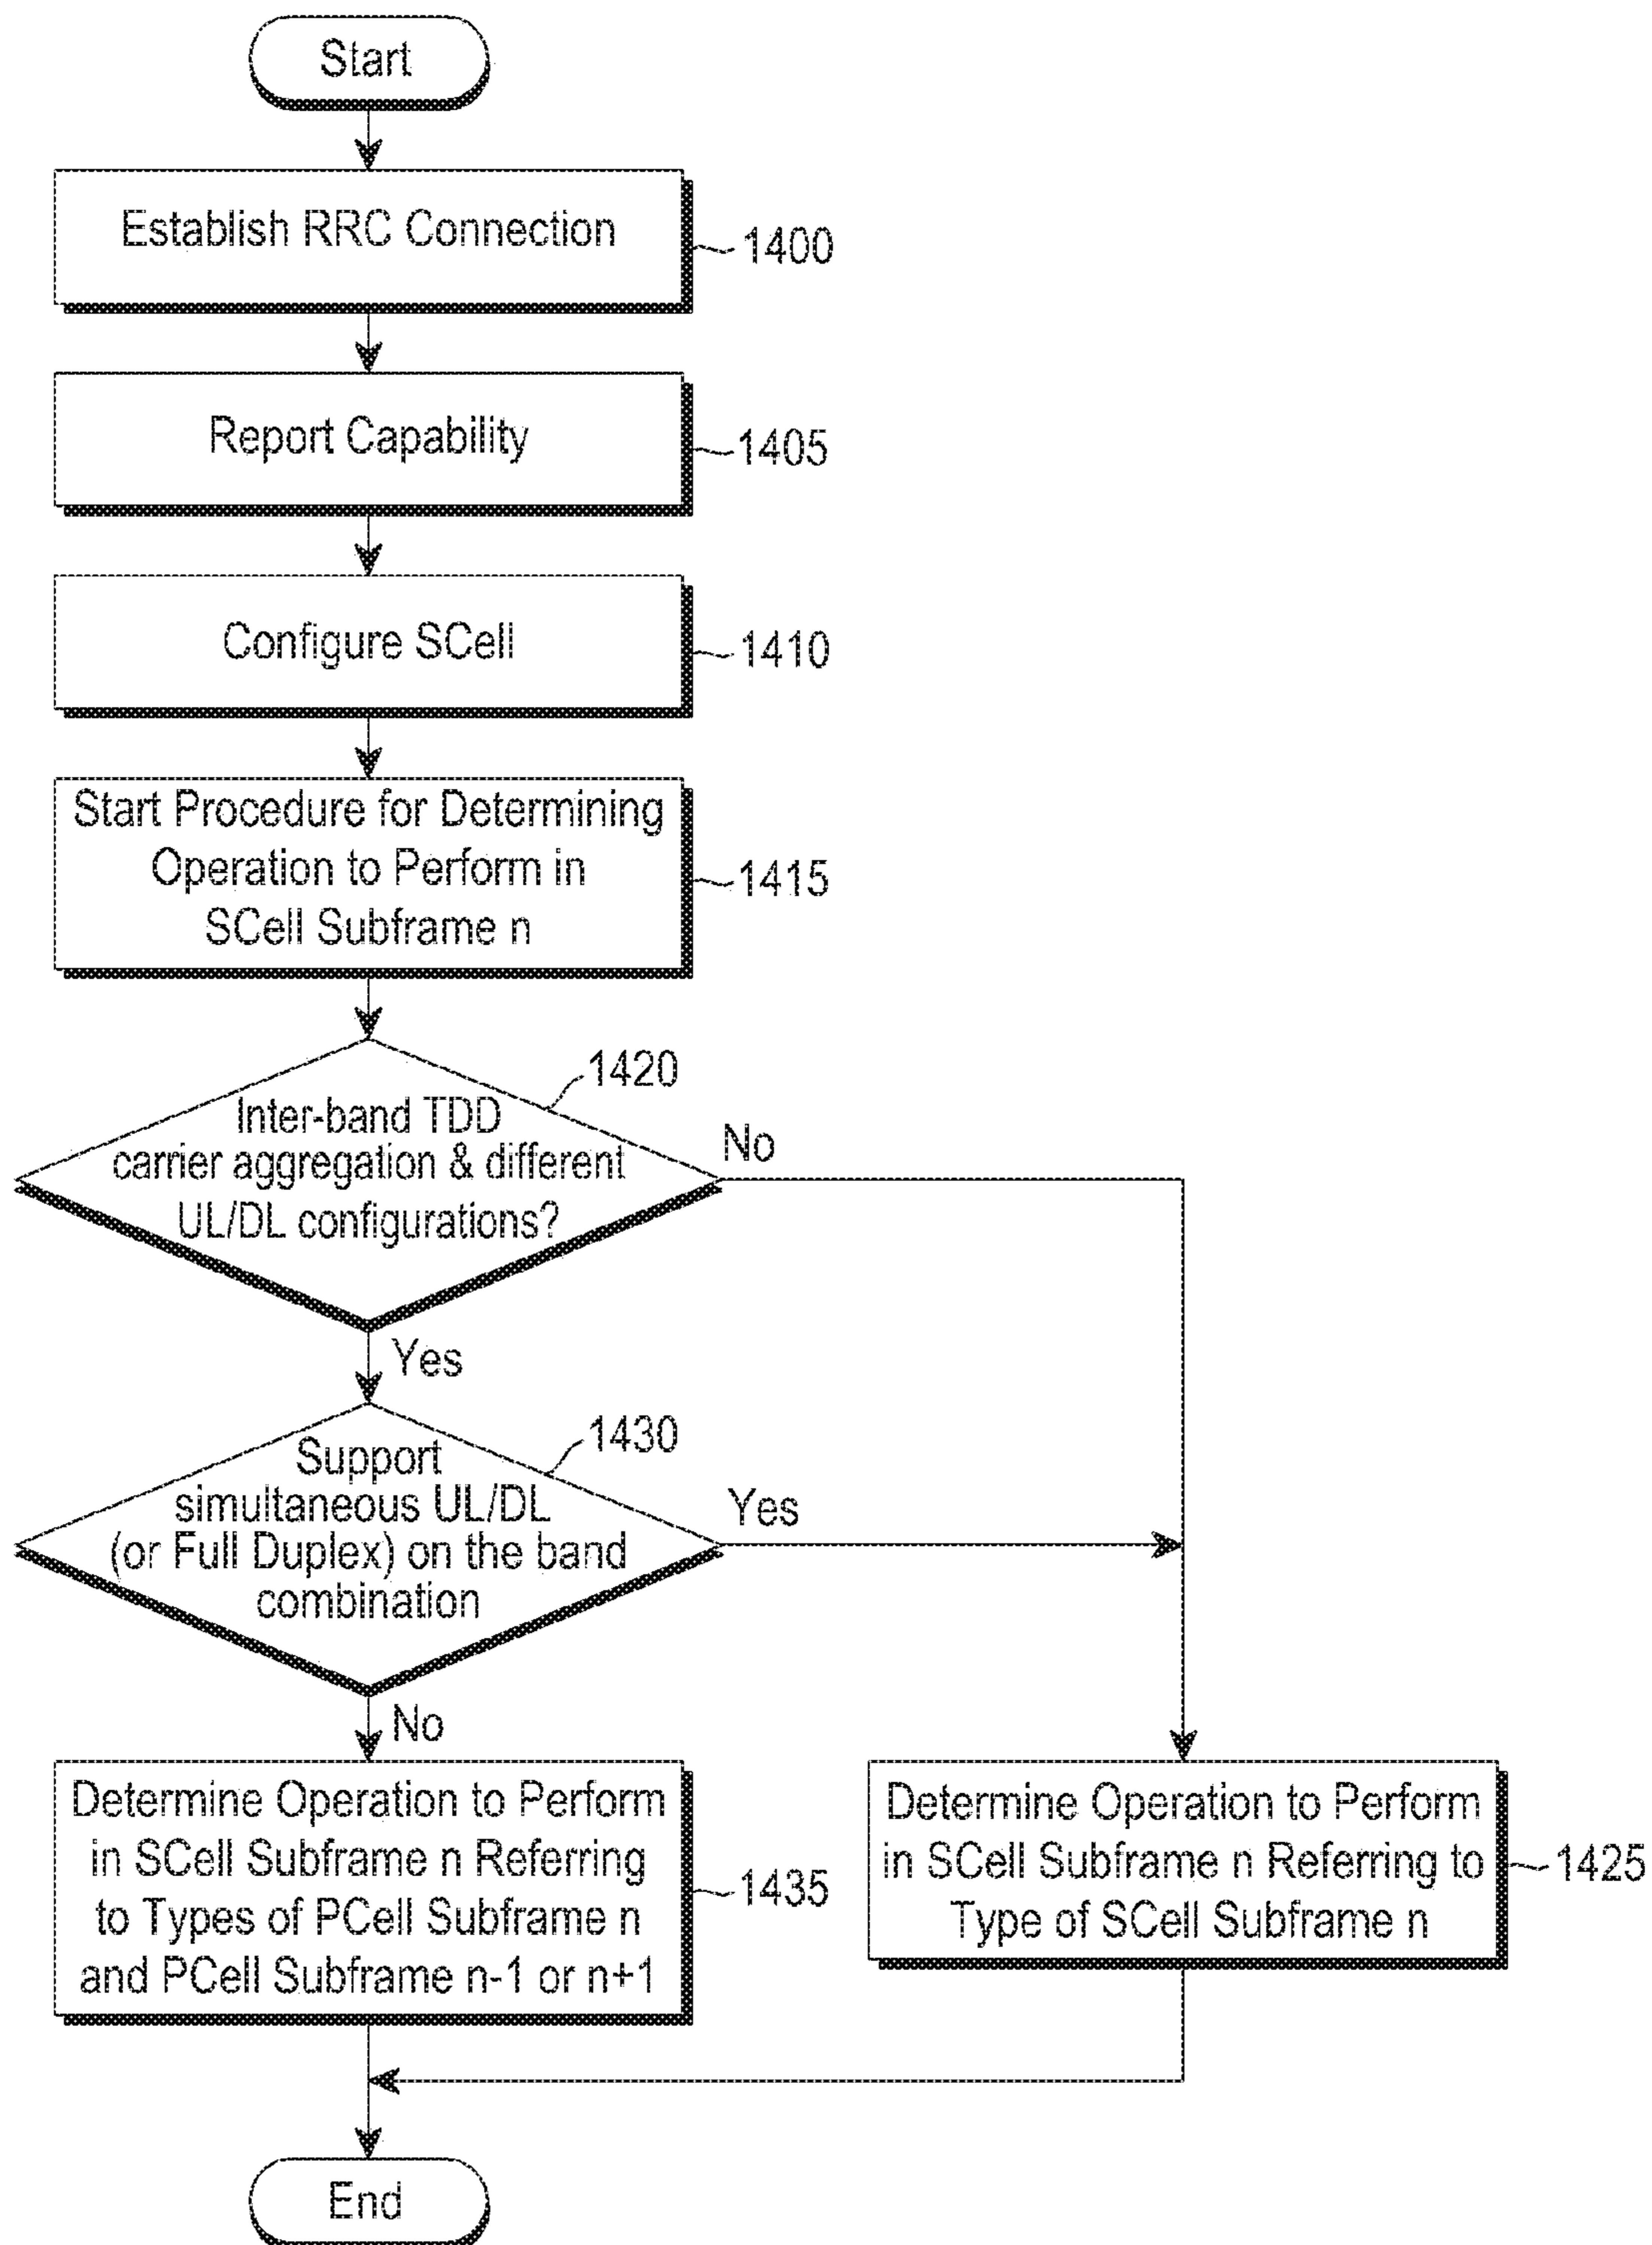 Start
Establish RRC Connection
1400
Report Capability
1405
Configure SCell
1410
Start Procedure for Determining
Operation to Perform in
SCell Subframe n
1415
1420
Inter-band TDD
carrier aggregation & different
UL/DL configurations?
No
Yes
1430
Support
simultaneous UL/DL
(or Full Duplex) on the band
combination
Yes
No
Determine Operation to Perform
in SCell Subframe n Referring
to Types of PCell Subframe n
and PCell Subframe n-1 or n+1
1435
Determine Operation to Perform
in SCell Subframe n Referring to
Type of SCell Subframe n
1425
End